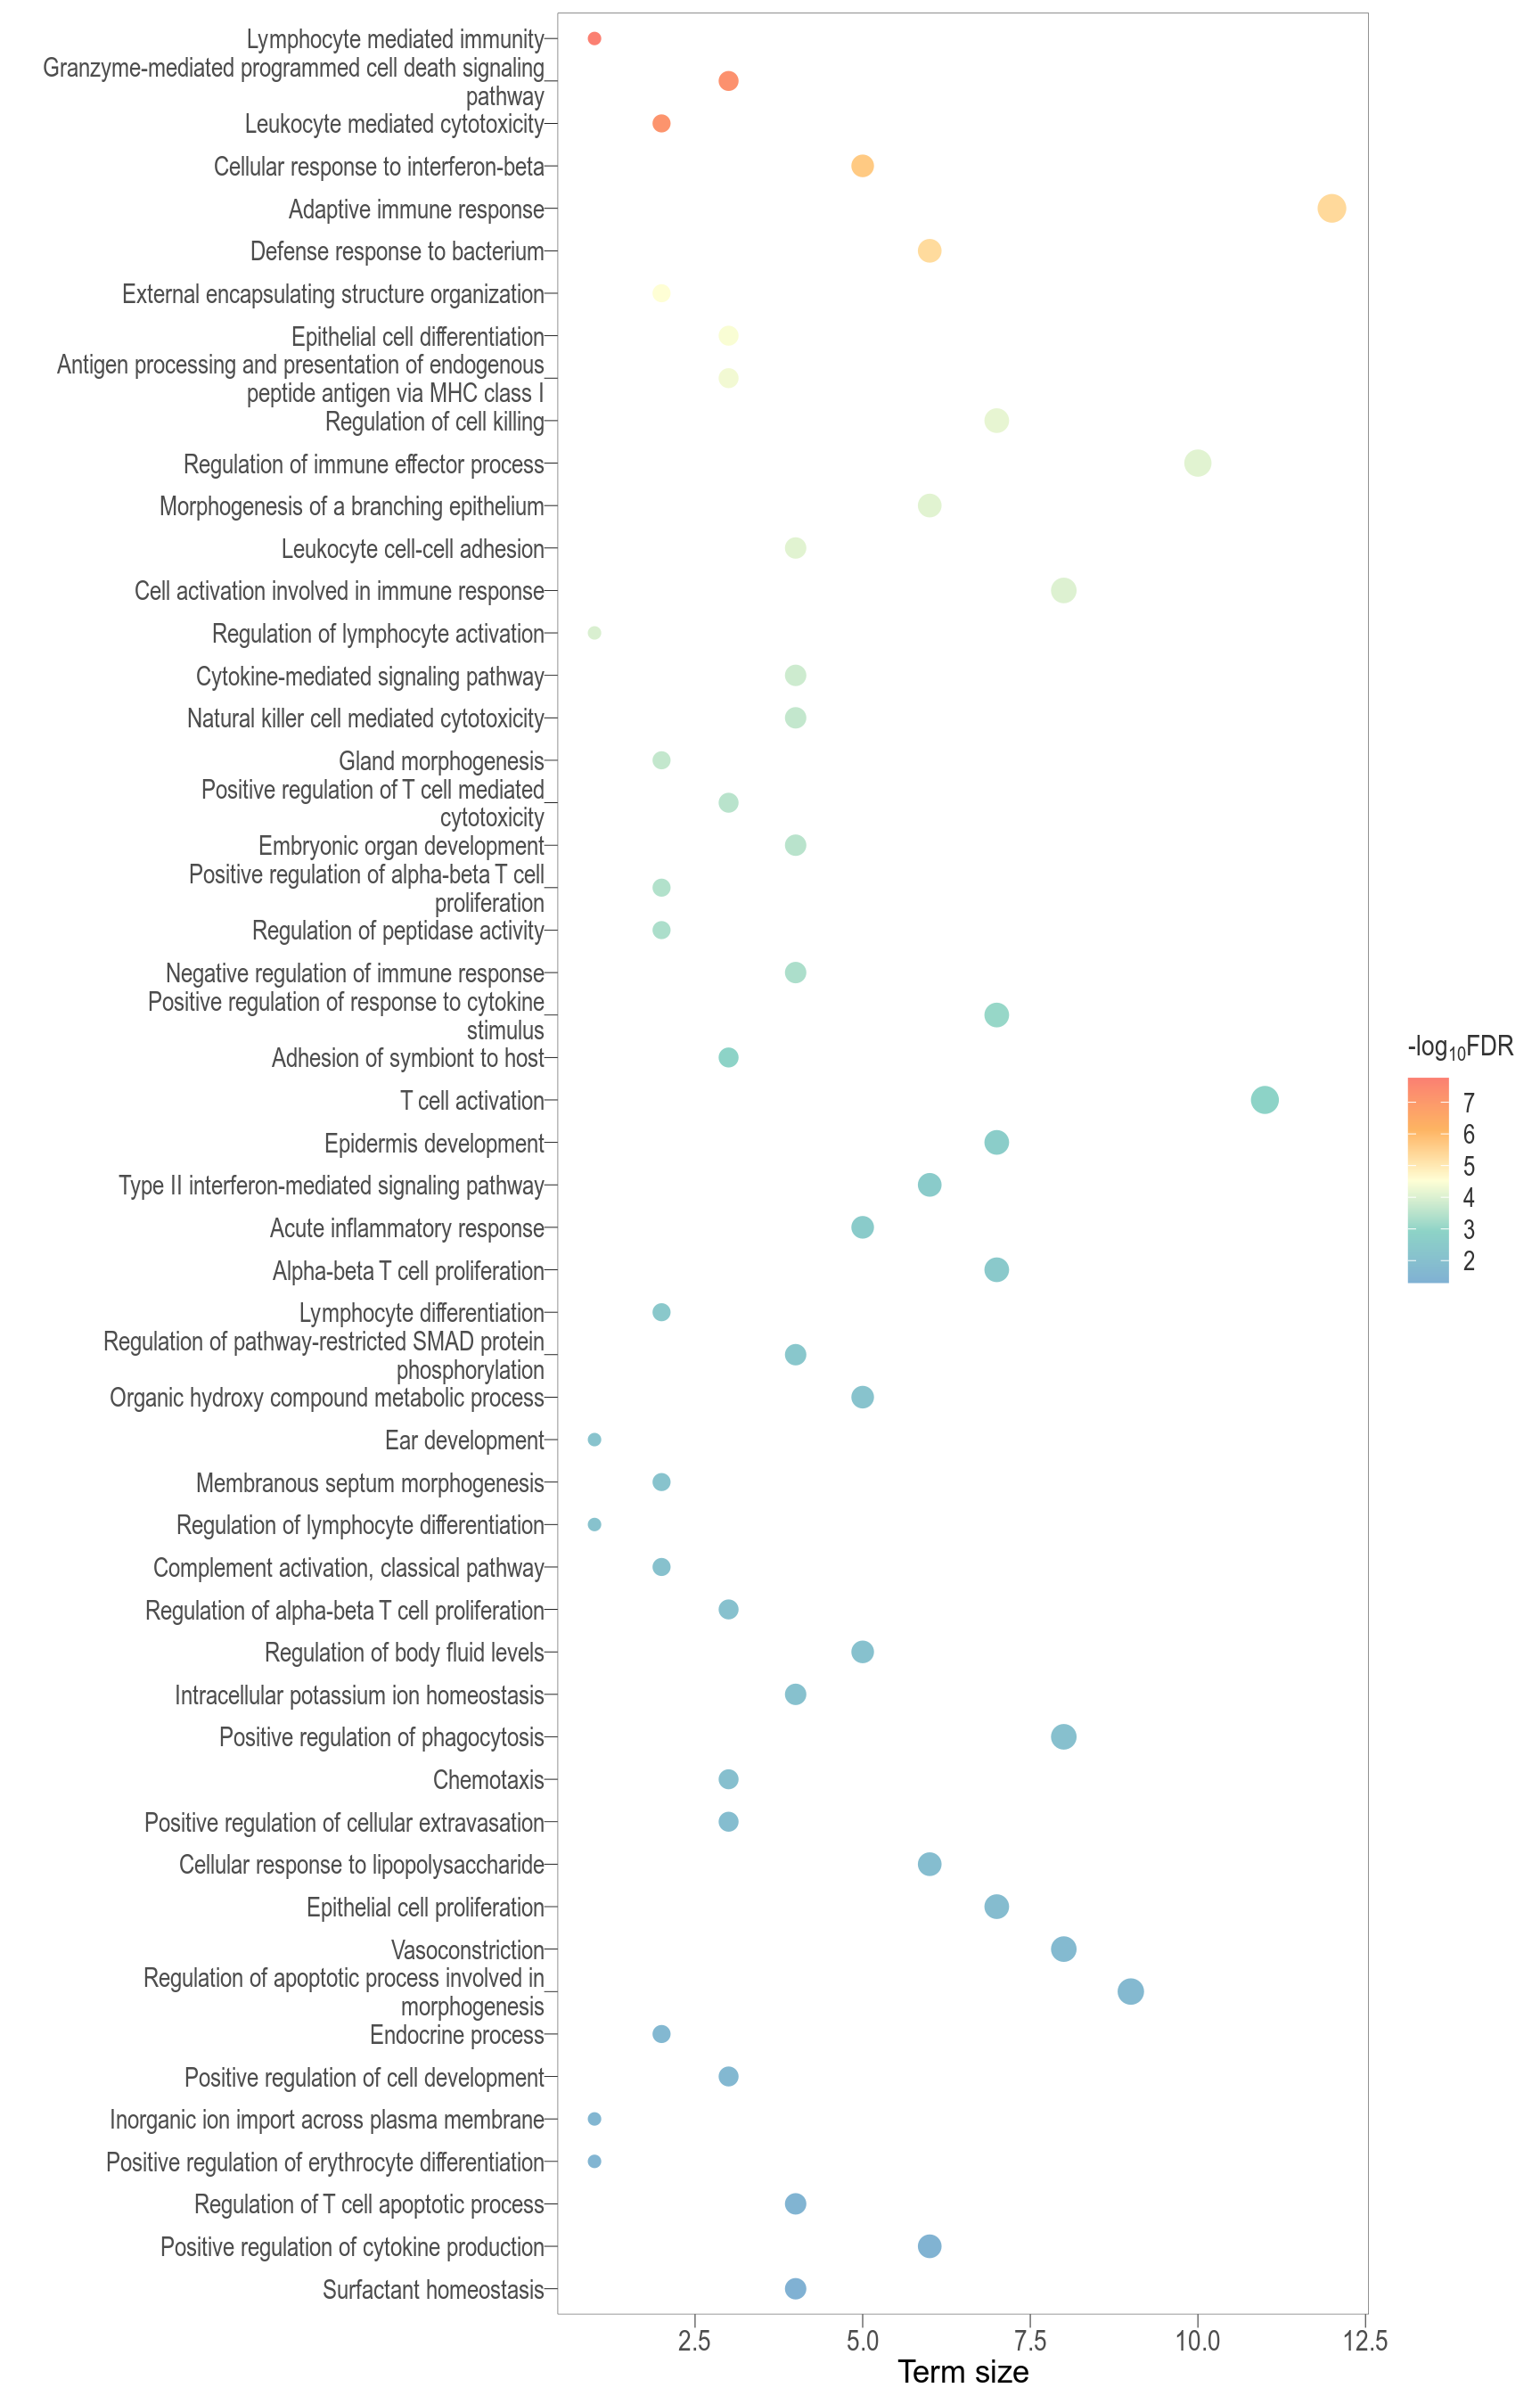 Lymphocyte mediated immunity
Granzyme-mediated programmed cell death signaling
pathway
Leukocyte mediated cytotoxicity
Cellular response to interferon-beta
Adaptive immune response
Defense response to bacterium
External encapsulating structure organization
Epithelial cell differentiation
Antigen processing and presentation of endogenous
peptide antigen via MHC class I
Regulation of cell killing
Regulation of immune effector process
Morphogenesis of a branching epithelium
Leukocyte cell-cell adhesion
Cell activation involved in immune response
Regulation of lymphocyte activation
Cytokine-mediated signaling pathway
Natural killer cell mediated cytotoxicity
Gland morphogenesis
Positive regulation of T cell mediated
cytotoxicity
Embryonic organ development
Positive regulation of alpha-beta T cell
proliferation
Regulation of peptidase activity
Negative regulation of immune response
Positive regulation of response to cytokine
stimulus
Adhesion of symbiont to host
T cell activation
Epidermis development
Type II interferon-mediated signaling pathway
Acute inflammatory response
Alpha-beta T cell proliferation
Lymphocyte differentiation
Regulation of pathway-restricted SMAD protein
phosphorylation
Organic hydroxy compound metabolic process
Ear development
Membranous septum morphogenesis
Regulation of lymphocyte differentiation
Complement activation, classical pathway
Regulation of alpha-beta T cell proliferation
Regulation of body fluid levels
Intracellular potassium ion homeostasis
Positive regulation of phagocytosis
Chemotaxis
Positive regulation of cellular extravasation
Cellular response to lipopolysaccharide
Epithelial cell proliferation
Vasoconstriction
Regulation of apoptotic process involved in
morphogenesis
Endocrine process
Positive regulation of cell development
Inorganic ion import across plasma membrane
Positive regulation of erythrocyte differentiation
Regulation of T cell apoptotic process
Positive regulation of cytokine production
Surfactant homeostasis
2.5 5.0 7.5 10.0 12.5
Term size
-log₁₀FDR
7
6
5
4
3
2